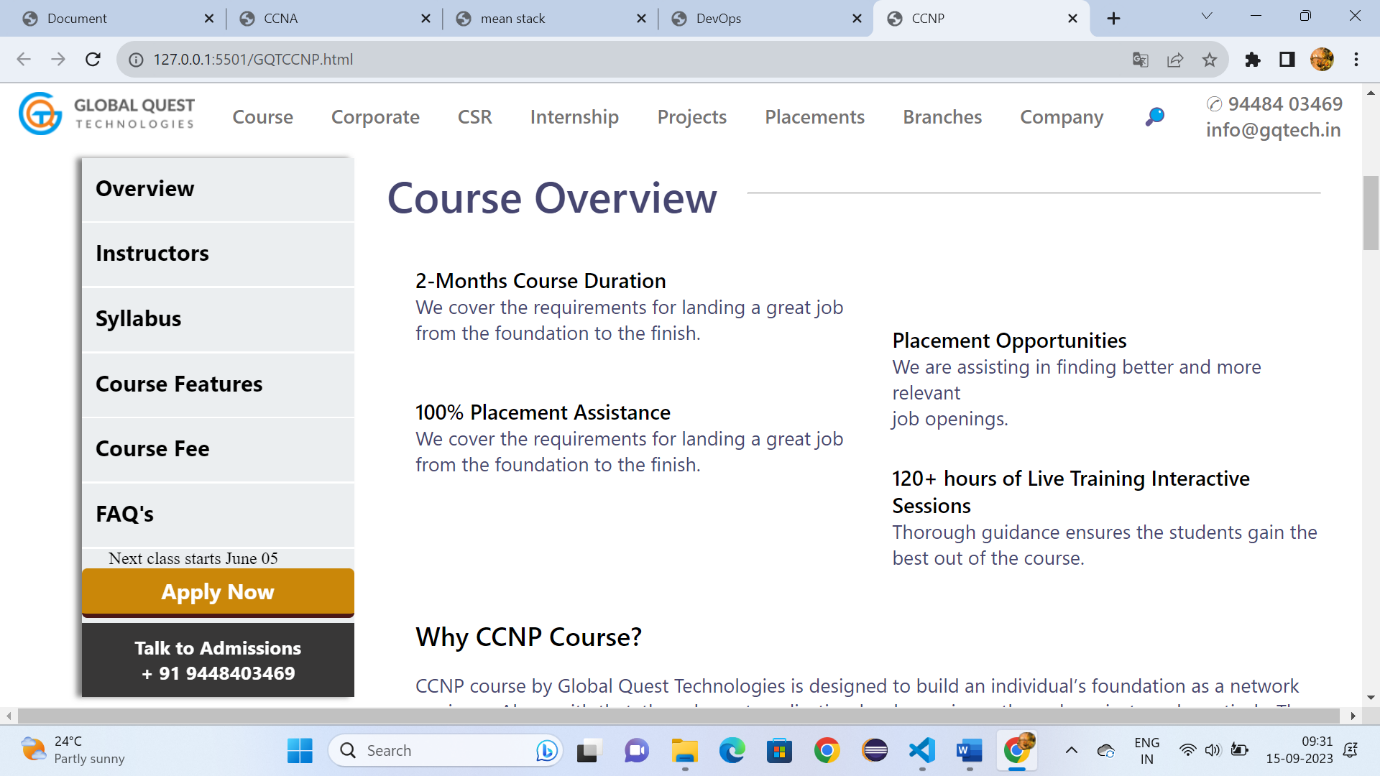 Document
CCNA
mean stack
DevOps
CCNP
127.0.0.1:5501/GQTCCNP.html
GLOBAL QUEST
TECHNOLOGIES
Course
Corporate
CSR
Internship
Projects
Placements
Branches
Company
94484 03469
info@gqtech.in
Overview
Instructors
Syllabus
Course Features
Course Fee
FAQ's
Next class starts June 05
Apply Now
Talk to Admissions
+ 91 9448403469
Course Overview
2-Months Course Duration
We cover the requirements for landing a great job
from the foundation to the finish.
100% Placement Assistance
We cover the requirements for landing a great job
from the foundation to the finish.
Placement Opportunities
We are assisting in finding better and more
relevant
job openings.
120+ hours of Live Training Interactive
Sessions
Thorough guidance ensures the students gain the
best out of the course.
Why CCNP Course?
CCNP course by Global Quest Technologies is designed to build an individual’s foundation as a network
24°C
Partly sunny
Search
ENG
IN
09:31
15-09-2023